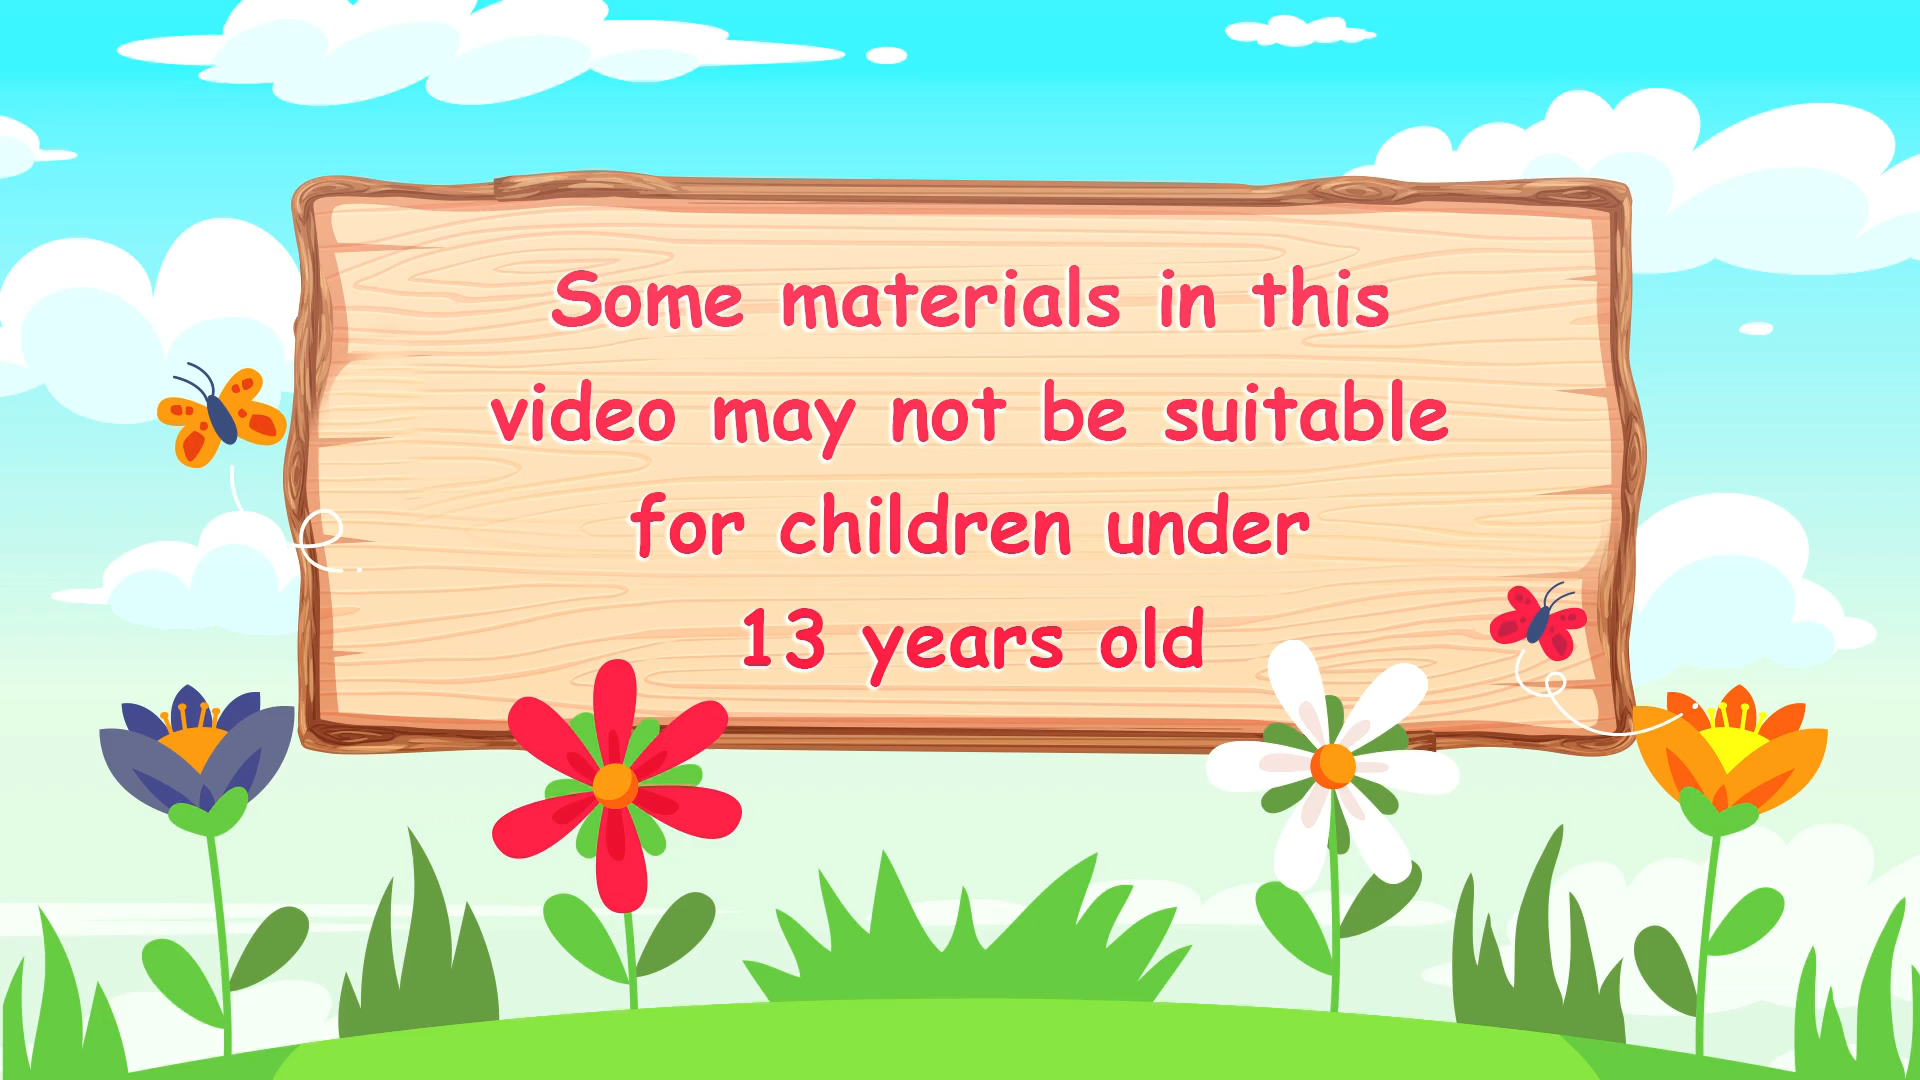 Some materials in this
video may not be suitable
for children under
13 years old